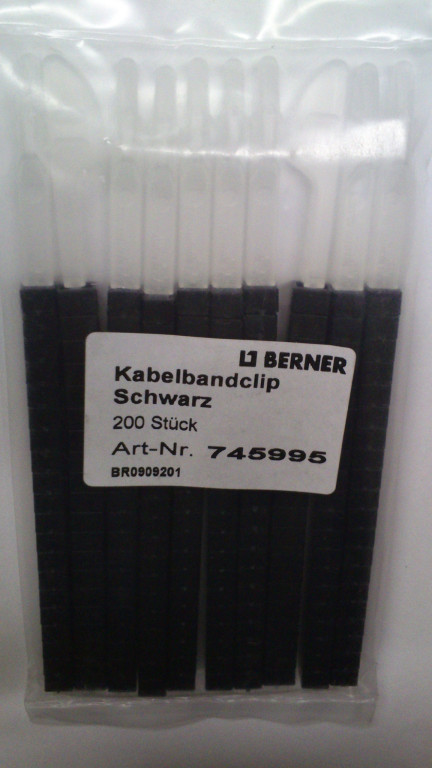 BERNER
Kabelbandclip
Schwarz
200 Stück
Art-Nr. 745995
BR0909201